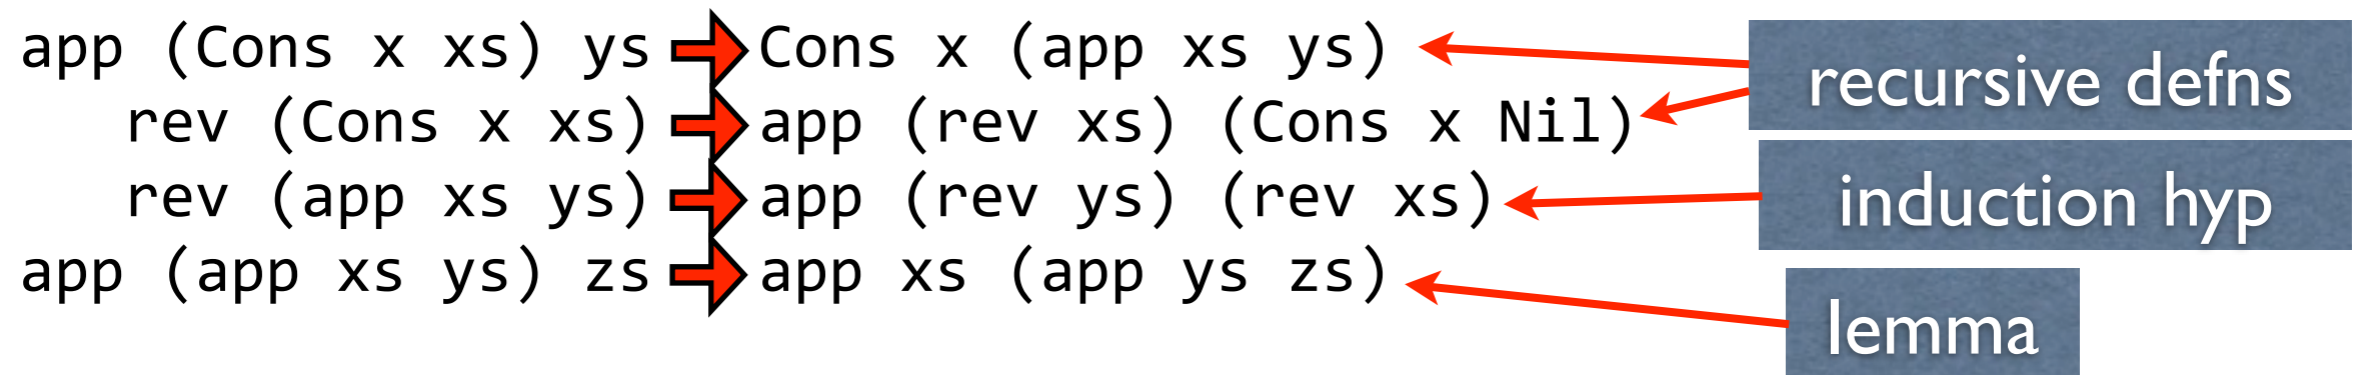 app (Cons x xs) ys Cons x (app xs ys)
recursive defns
rev (Cons x xs) app (rev xs) (Cons x Nil)
rev (app xs ys) app (rev ys) (rev xs)
induction hyp
app (app xs ys) zs app xs (app ys zs)
lemma